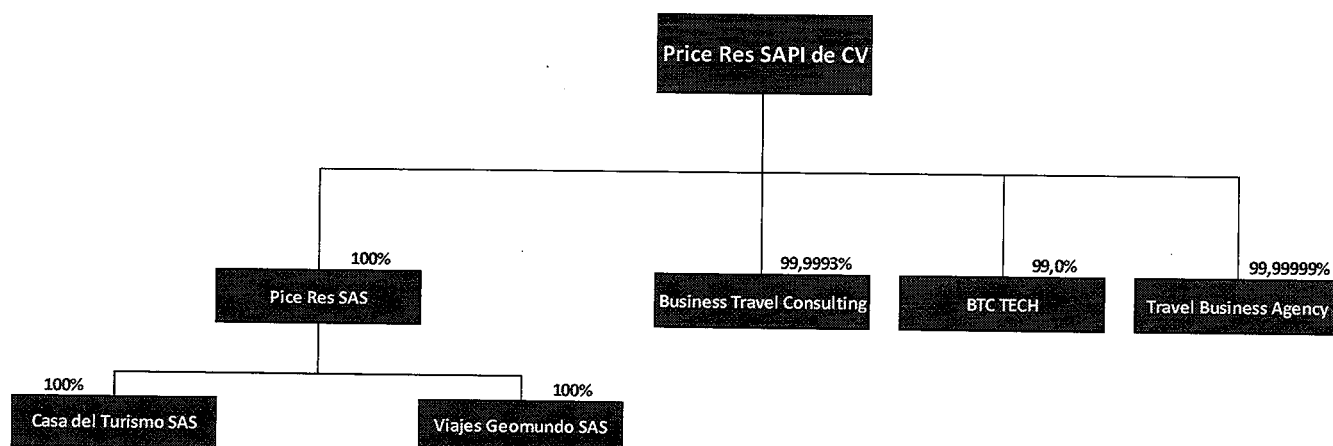 Price Res SAPI de CV
100%
99,9993%
99,0%
99,99999%
Pice Res SAS
Business Travel Consulting
BTC TECH
Travel Business Agency
100%
100%
Casa del Turismo SAS
Viajes Geomundo SAS